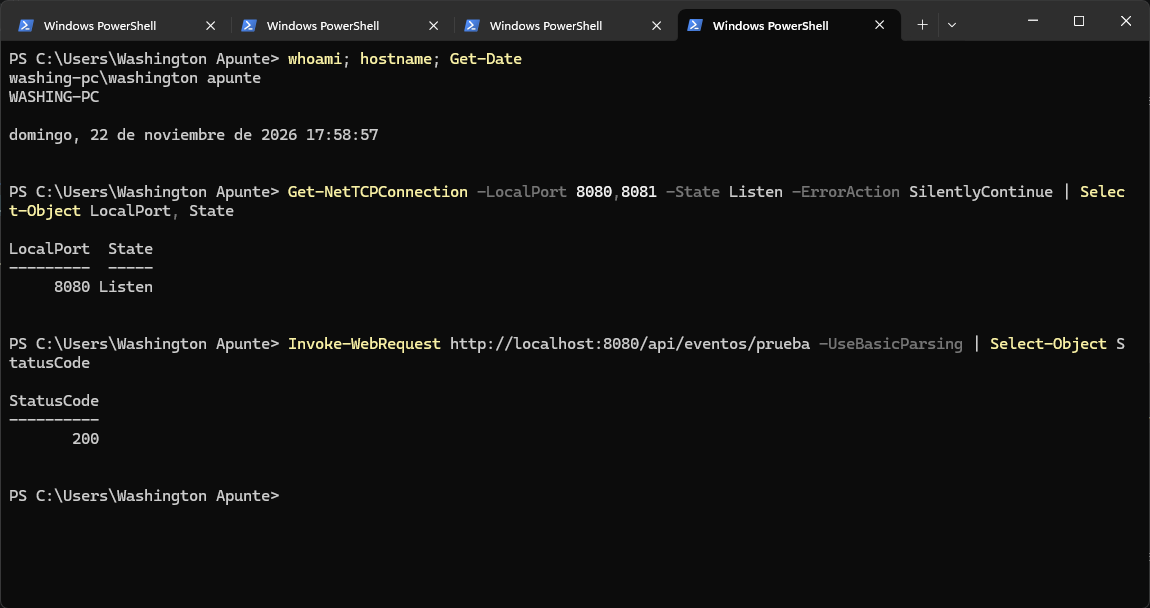 Windows PowerShell
Windows PowerShell
Windows PowerShell
Windows PowerShell
PS C:\Users\Washington Apunte> whoami; hostname; Get-Date
washing-pc\washington apunte
WASHING-PC
domingo, 22 de noviembre de 2026 17:58:57
PS C:\Users\Washington Apunte> Get-NetTCPConnection -LocalPort 8080,8081 -State Listen -ErrorAction SilentlyContinue | Selec
t-Object LocalPort, State
LocalPort  State
---------  -----
     8080 Listen
PS C:\Users\Washington Apunte> Invoke-WebRequest http://localhost:8080/api/eventos/prueba -UseBasicParsing | Select-Object S
tatusCode
StatusCode
----------
       200
PS C:\Users\Washington Apunte>